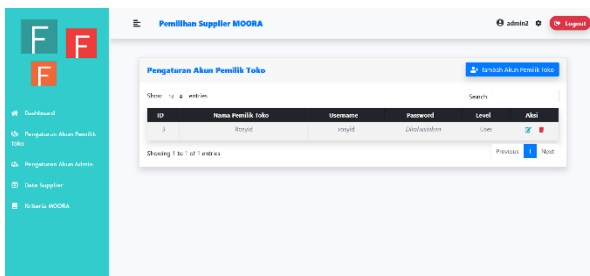 F F
F
Pemilihan Supplier MOORA
admin2
Logout
Dashboard
Pengaturan Akun Pemilik
toko
Pengaturan Akun Admin
Data Supplier
Kriteria MOORA
Pengaturan Akun Pemilik Toko
Tambah Akun Pemilik Toko
Show 10 entries
Search:
ID Nama Pemilik Toko Username Password Level Aksi
3 Rosyid rosyid Dirahasiakan User
Showing 1 to 1 of 1 entries
Previous 1 Next